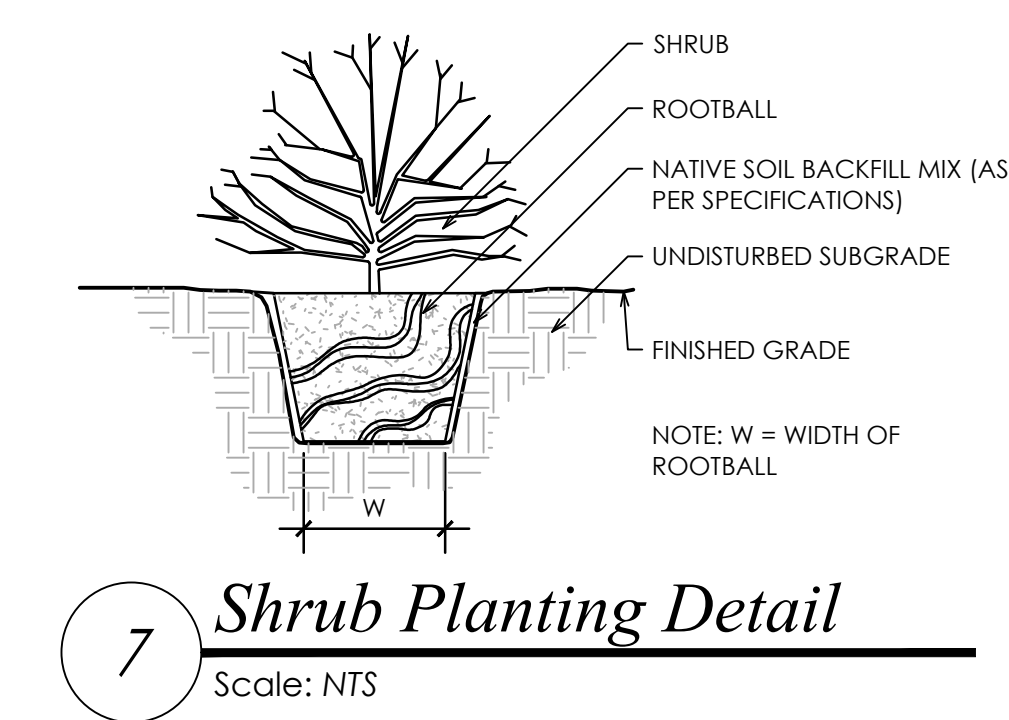 SHRUB
ROOTBALL
NATIVE SOIL BACKFILL MIX (AS
PER SPECIFICATIONS)
UNDISTURBED SUBGRADE
FINISHED GRADE
NOTE: W = WIDTH OF
ROOTBALL
W
7
Shrub Planting Detail
Scale: NTS